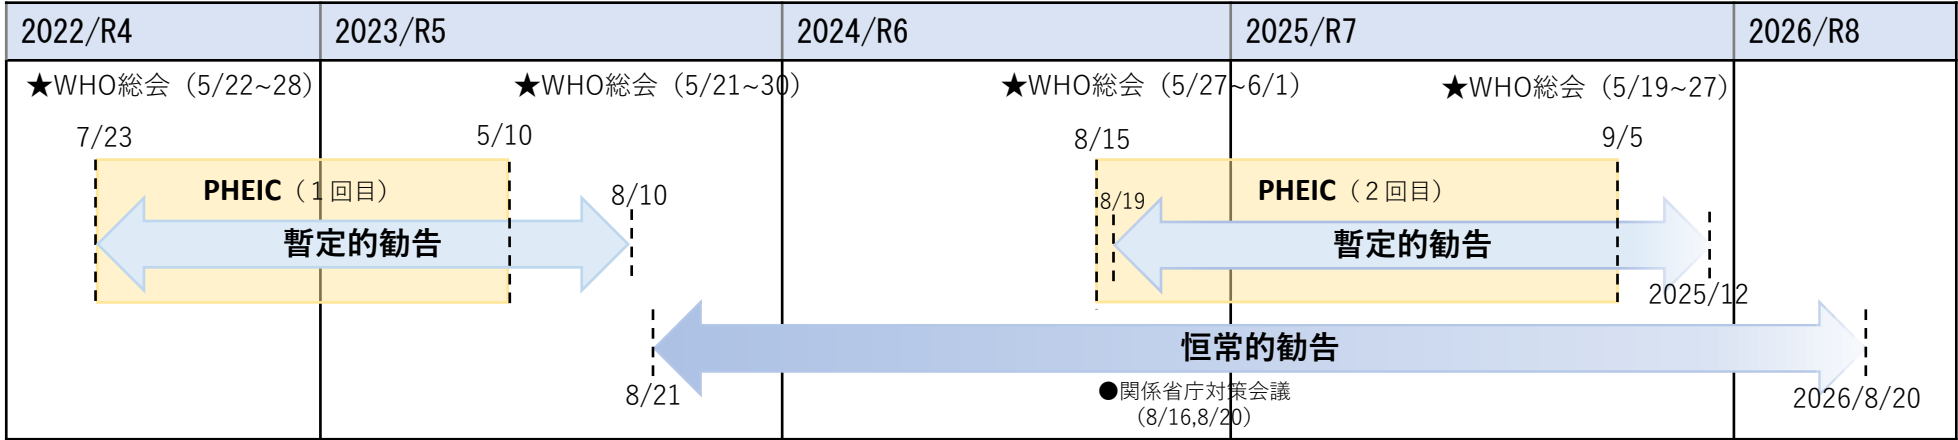 2022/R4
2023/R5
2024/R6
2025/R7
2026/R8
★WHO総会（5/22~28）
★WHO総会（5/21~30）
★WHO総会（5/27~6/1）
★WHO総会（5/19~27）
7/23
5/10
8/15
9/5
PHEIC（１回目）
8/10
8/19
PHEIC（２回目）
暫定的勧告
暫定的勧告
2025/12
恒常的勧告
8/21
●関係省庁対策会議
（8/16,8/20）
2026/8/20